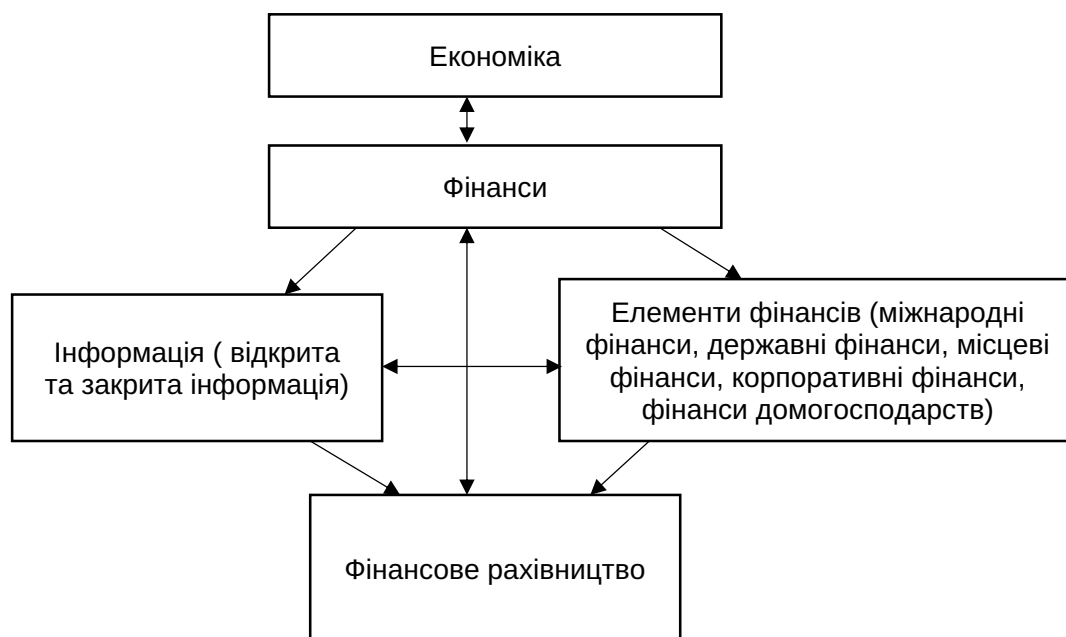 Економіка
Фінанси
Інформація ( відкрита
та закрита інформація)
Елементи фінансів (міжнародні
фінанси, державні фінанси, місцеві
фінанси, корпоративні фінанси,
фінанси домогосподарств)
Фінансове рахівництво